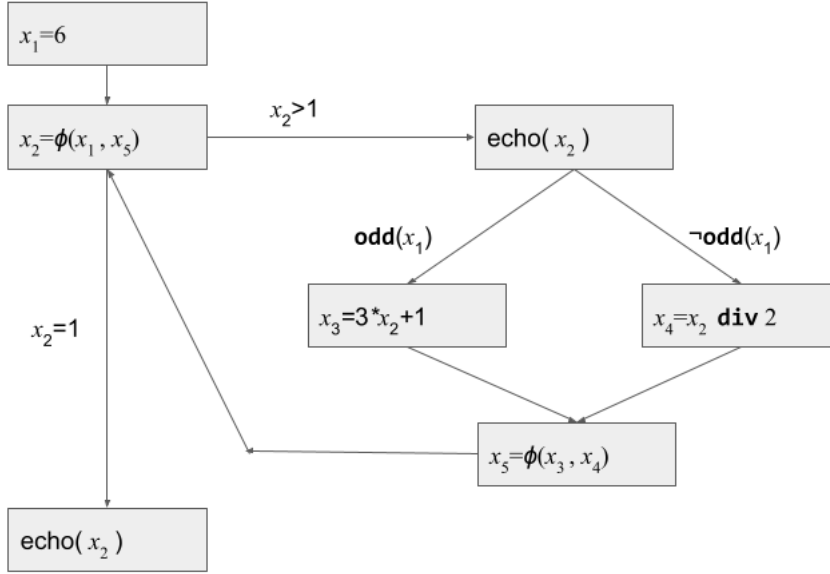 x₁=6
x₂=ϕ(x₁, x₅)
x₂>1
echo( x₂ )
odd(x₁)
¬odd(x₁)
x₃=3*x₂+1
x₄=x₂ div 2
x₂=1
x₅=ϕ(x₃, x₄)
echo( x₂ )